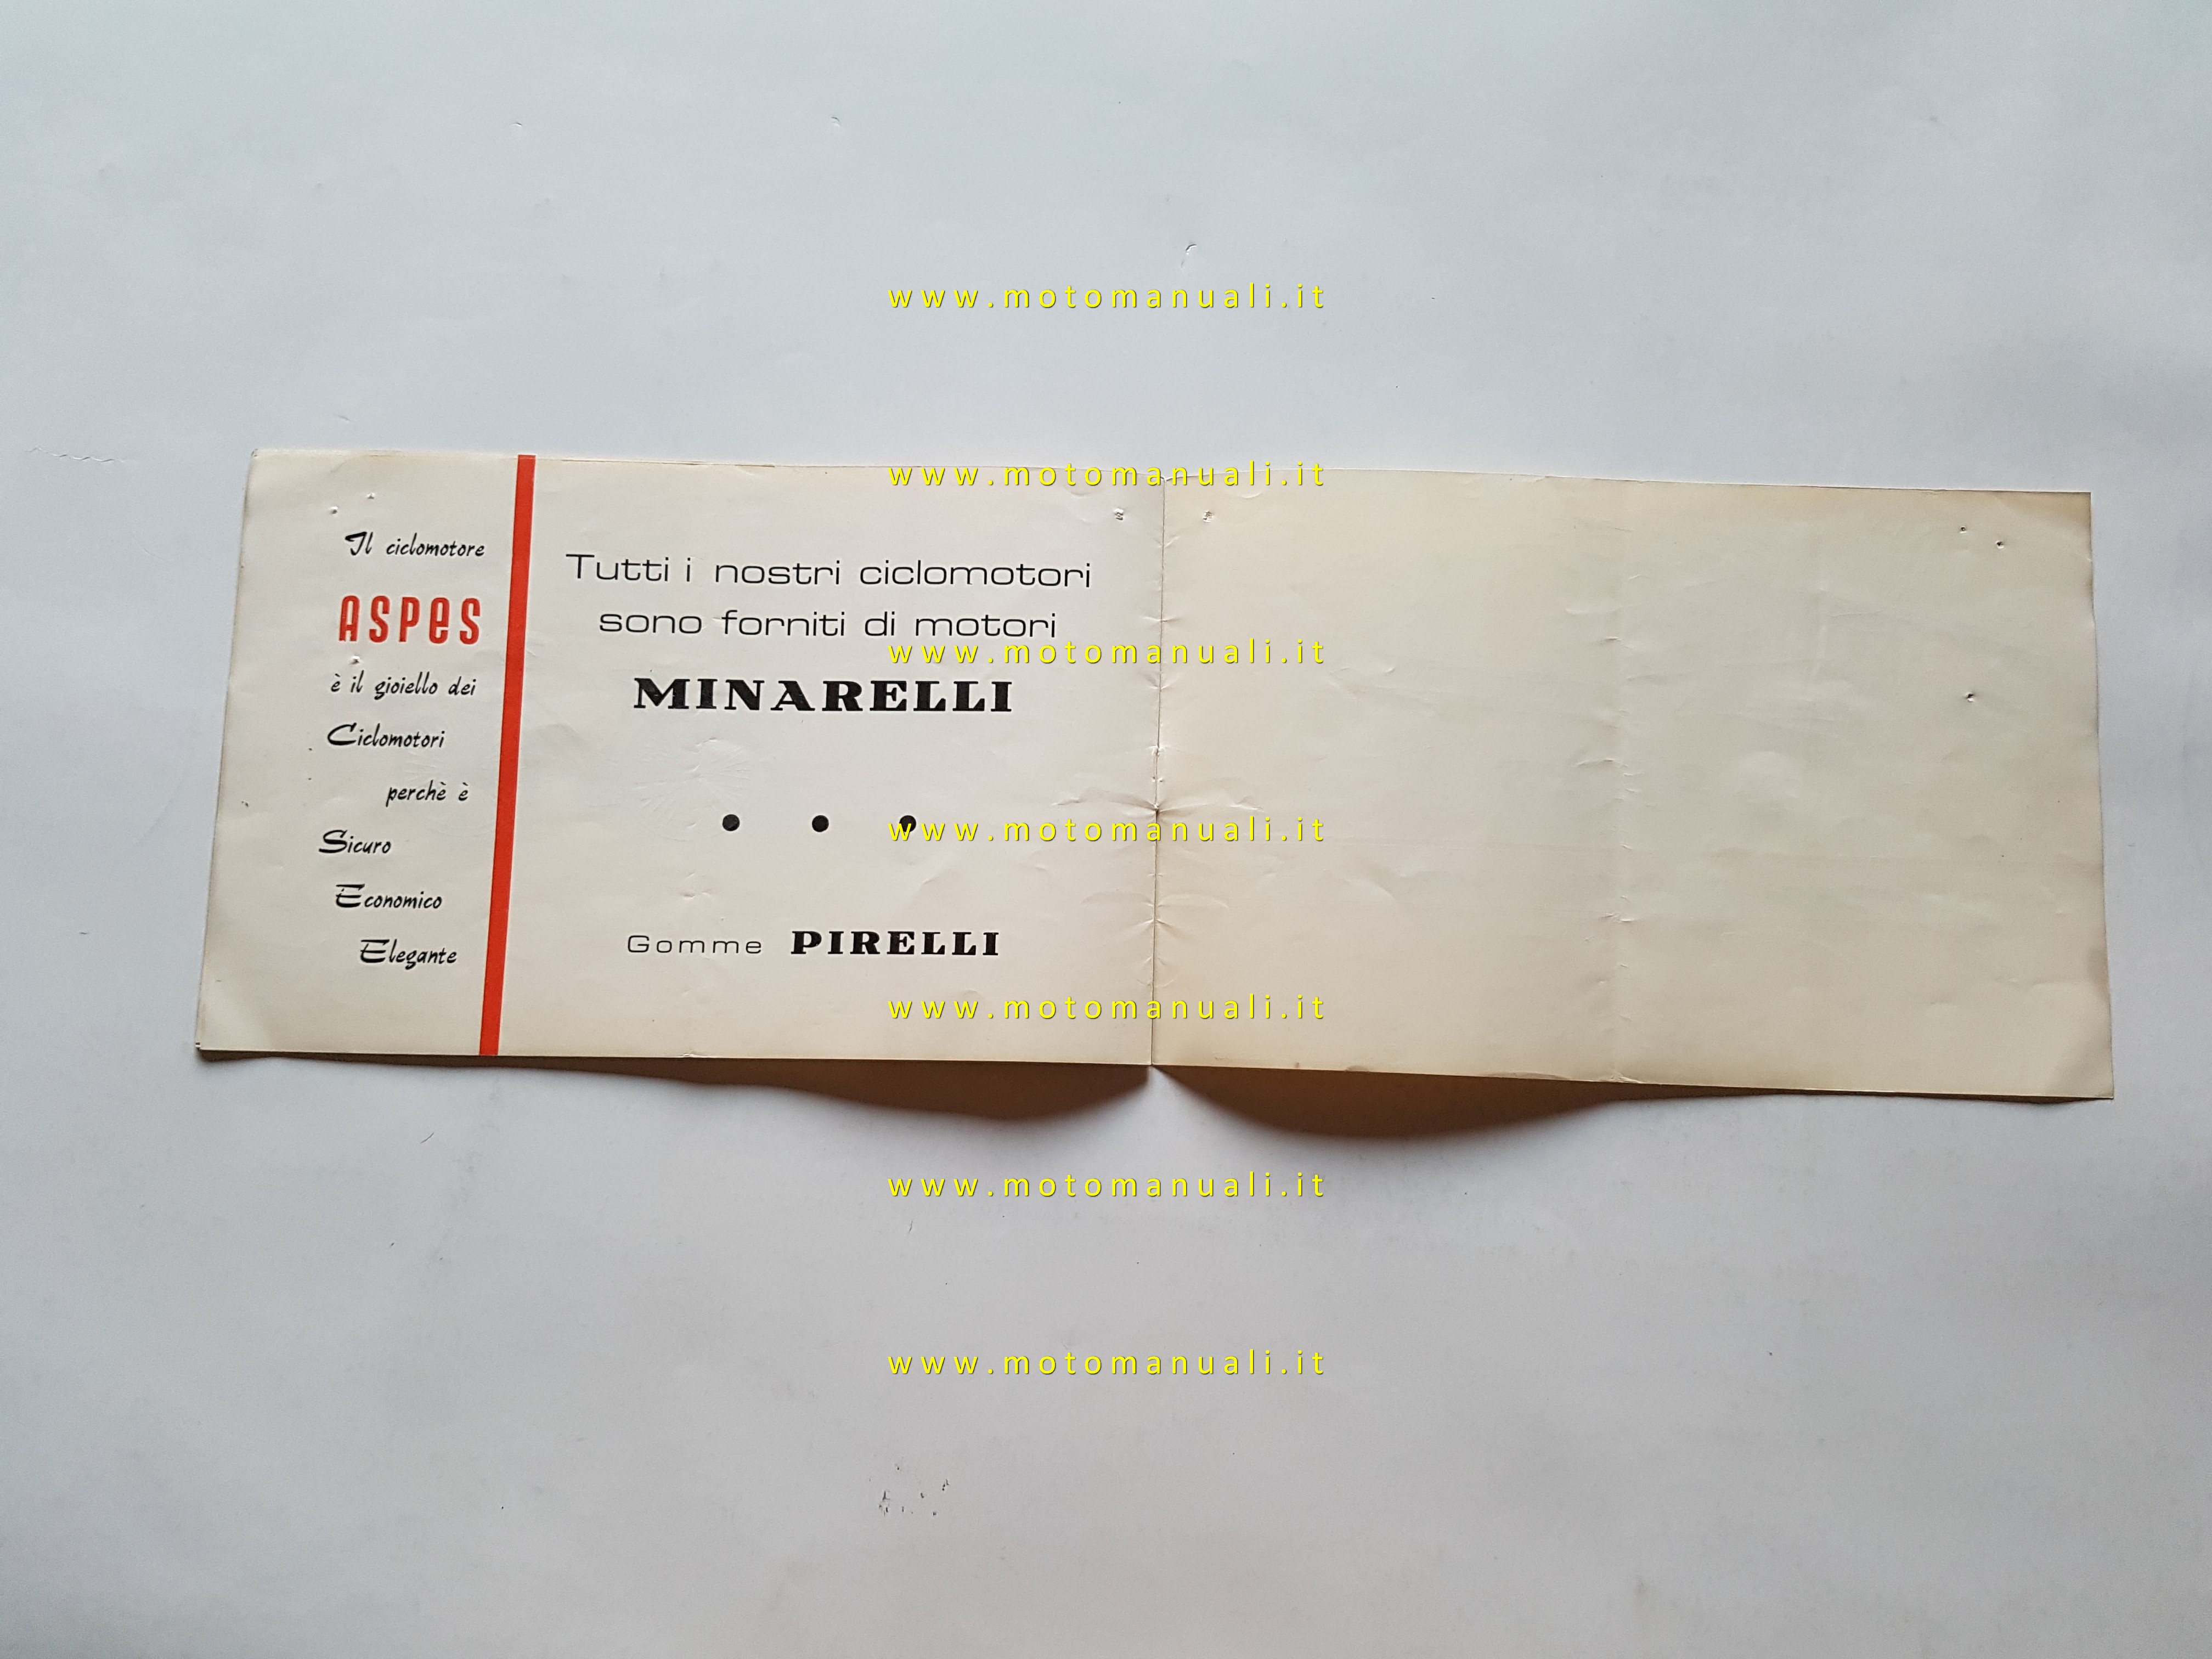 www.motomanuali.it
www.motomanuali.it
Il ciclomotore
ASPES
è il gioiello dei
Ciclomotori
perchè è
Sicuro
Economico
Elegante
Tutti i nostri ciclomotori
sono forniti di motori
www.motomanuali.it
MINARELLI
• • •
www.motomanuali.it
Gomme PIRELLI
www.motomanuali.it
www.motomanuali.it
www.motomanuali.it